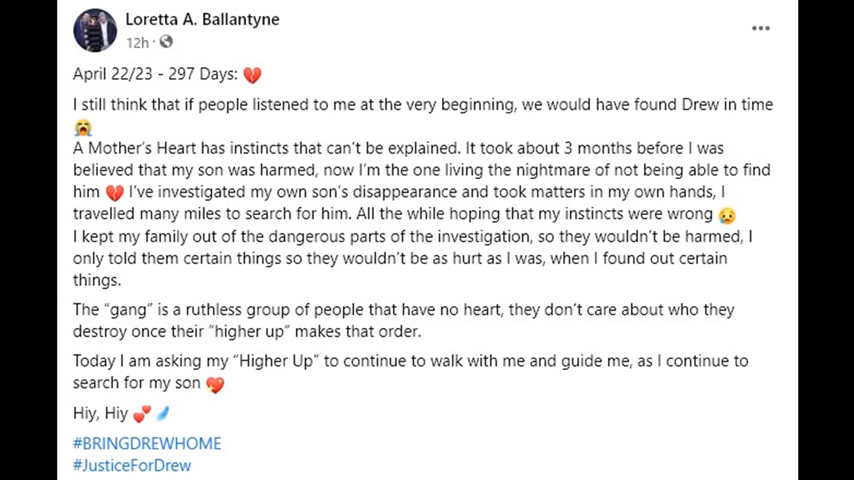 Loretta A. Ballantyne
12h ·
April 22/23 - 297 Days: 💔
I still think that if people listened to me at the very beginning, we would have found Drew in time
😭
A Mother's Heart has instincts that can't be explained. It took about 3 months before I was
believed that my son was harmed, now I'm the one living the nightmare of not being able to find
him 💔 I've investigated my own son's disappearance and took matters in my own hands, I
travelled many miles to search for him. All the while hoping that my instincts were wrong 😢
I kept my family out of the dangerous parts of the investigation, so they wouldn't be harmed, I
only told them certain things so they wouldn't be as hurt as I was, when I found out certain
things.
The "gang" is a ruthless group of people that have no heart, they don't care about who they
destroy once their "higher up" makes that order.
Today I am asking my "Higher Up" to continue to walk with me and guide me, as I continue to
search for my son 💖
Hiy, Hiy 💕 🪶
#BRINGDREWHOME
#JusticeForDrew